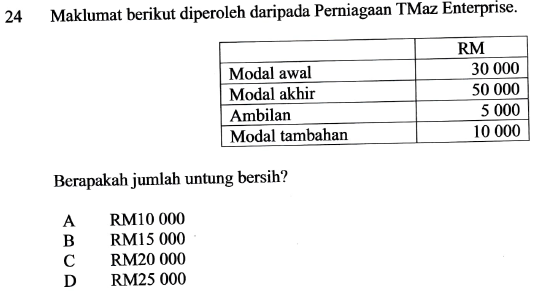 24 Maklumat berikut diperoleh daripada Perniagaan TMaz Enterprise.
RM
Modal awal 30 000
Modal akhir 50 000
Ambilan 5 000
Modal tambahan 10 000
Berapakah jumlah untung bersih?
A RM10 000
B RM15 000
C RM20 000
D RM25 000